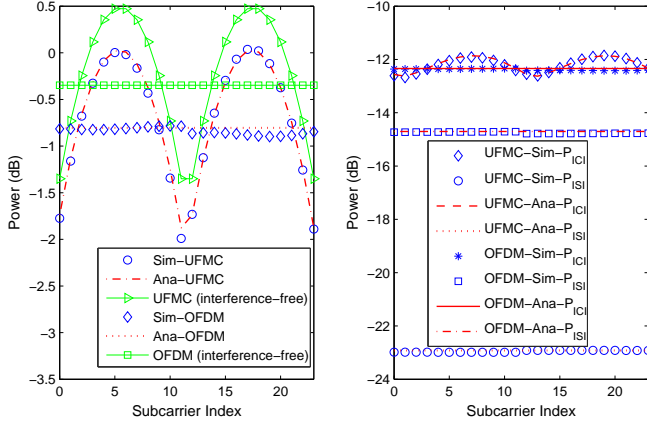 0.5
0
−0.5
−1
−1.5
−2
−2.5
−3
−3.5
Power (dB)
0
5
10
15
20
Subcarrier Index
Sim−UFMC
Ana−UFMC
UFMC (interference−free)
Sim−OFDM
Ana−OFDM
OFDM (interference−free)
−10
−12
−14
−16
−18
−20
−22
−24
Power (dB)
0
5
10
15
20
Subcarrier Index
UFMC−Sim−P_ICI
UFMC−Sim−P_ISI
UFMC−Ana−P_ICI
UFMC−Ana−P_ISI
OFDM−Sim−P_ICI
OFDM−Sim−P_ISI
OFDM−Ana−P_ICI
OFDM−Ana−P_ISI